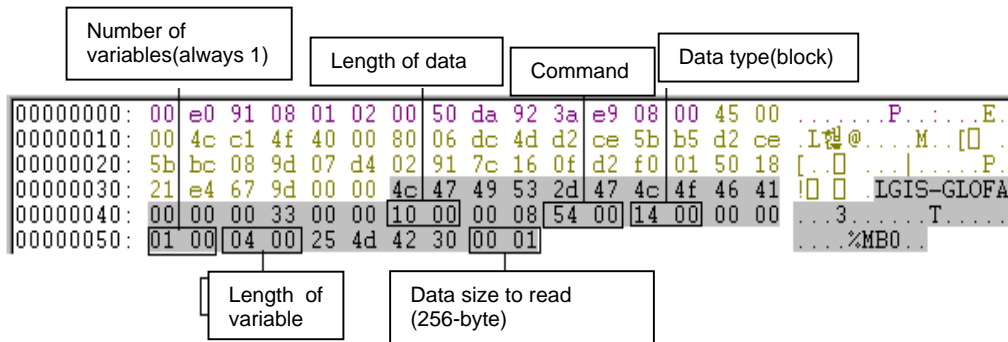 Number of
variables(always 1)
Length of data
Command
Data type(block)
00000000: 00 e0 91 08 01 02 00 50 da 92 3a e9 08 00 45 00 .......P..:...E.
00000010: 00 4c c1 4f 40 00 80 06 dc 4d d2 ce 5b b5 d2 ce
00000020: 5b bc 08 9d 07 d4 02 91 7c 16 0f d2 f0 01 50 18
00000030: 21 e4 67 9d 00 00 4c 47 49 53 2d 47 4c 4f 46 41 LGIS-GLOFA
00000040: 00 00 00 33 00 00 10 00 00 08 54 00 14 00 00 00 ...3......T.....
00000050: 01 00 04 00 25 4d 42 30 00 01 ....%MB0..
Length of
variable
Data size to read
(256-byte)